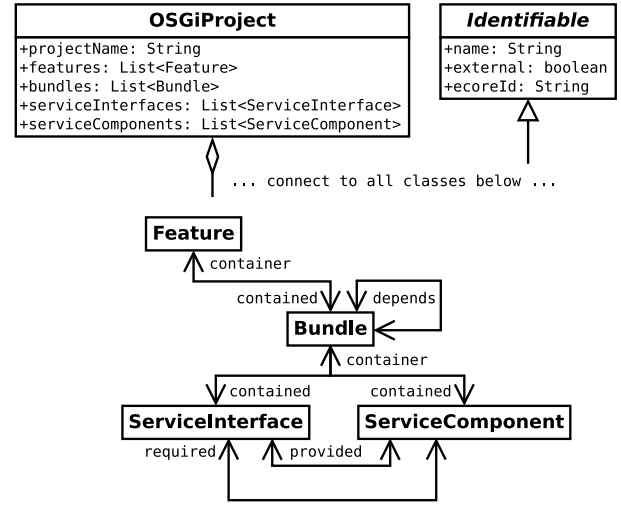 OSGiProject
+projectName: String
+features: List<Feature>
+bundles: List<Bundle>
+serviceInterfaces: List<ServiceInterface>
+serviceComponents: List<ServiceComponent>
Identifiable
+name: String
+external: boolean
+ecoreId: String
... connect to all classes below ...
Feature
container
contained
depends
Bundle
container
contained
contained
ServiceInterface
ServiceComponent
required
provided